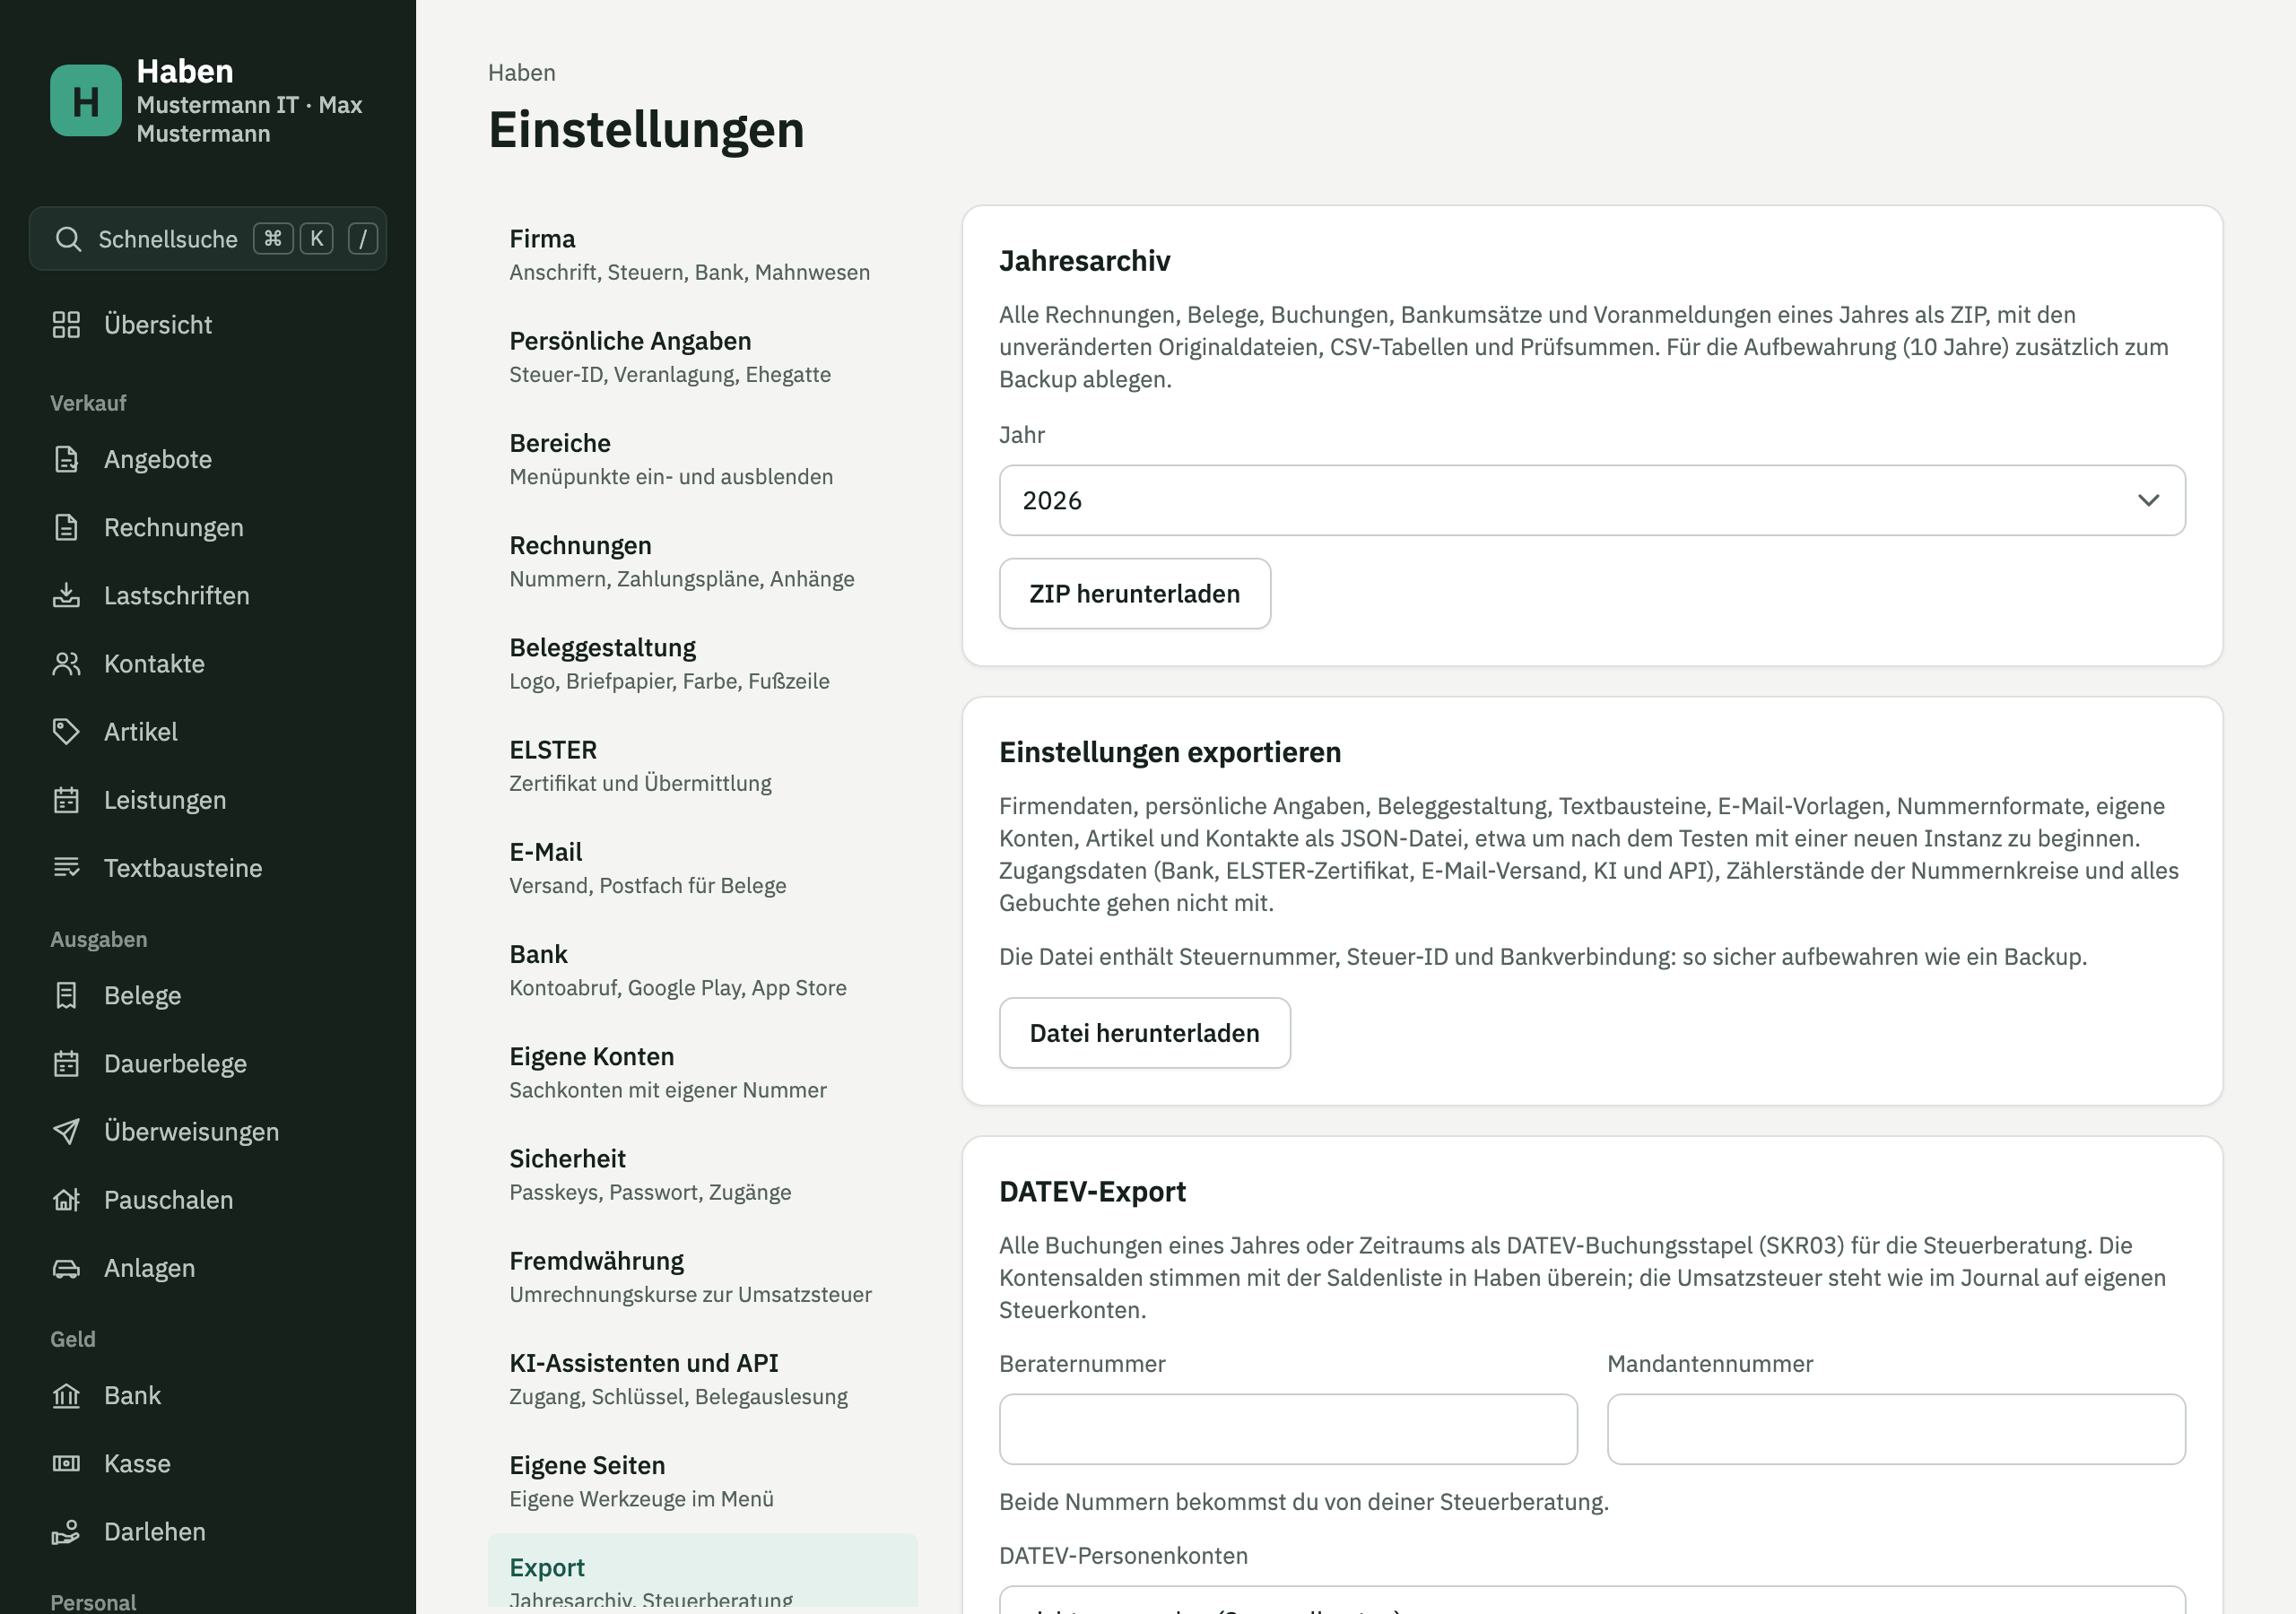 H
Haben
Mustermann IT · Max
Mustermann
Schnellsuche ⌘ K /
Übersicht
Verkauf
Angebote
Rechnungen
Lastschriften
Kontakte
Artikel
Leistungen
Textbausteine
Ausgaben
Belege
Dauerbelege
Überweisungen
Pauschalen
Anlagen
Geld
Bank
Kasse
Darlehen
Personal
Haben
Einstellungen
Firma
Anschrift, Steuern, Bank, Mahnwesen
Persönliche Angaben
Steuer-ID, Veranlagung, Ehegatte
Bereiche
Menüpunkte ein- und ausblenden
Rechnungen
Nummern, Zahlungspläne, Anhänge
Beleggestaltung
Logo, Briefpapier, Farbe, Fußzeile
ELSTER
Zertifikat und Übermittlung
E-Mail
Versand, Postfach für Belege
Bank
Kontoabruf, Google Play, App Store
Eigene Konten
Sachkonten mit eigener Nummer
Sicherheit
Passkeys, Passwort, Zugänge
Fremdwährung
Umrechnungskurse zur Umsatzsteuer
KI-Assistenten und API
Zugang, Schlüssel, Belegauslesung
Eigene Seiten
Eigene Werkzeuge im Menü
Export
Jahresarchiv, Steuerberatung
Jahresarchiv
Alle Rechnungen, Belege, Buchungen, Bankumsätze und Voranmeldungen eines Jahres als ZIP, mit den
unveränderten Originaldateien, CSV-Tabellen und Prüfsummen. Für die Aufbewahrung (10 Jahre) zusätzlich zum
Backup ablegen.
Jahr
2026
ZIP herunterladen
Einstellungen exportieren
Firmendaten, persönliche Angaben, Beleggestaltung, Textbausteine, E-Mail-Vorlagen, Nummernformate, eigene
Konten, Artikel und Kontakte als JSON-Datei, etwa um nach dem Testen mit einer neuen Instanz zu beginnen.
Zugangsdaten (Bank, ELSTER-Zertifikat, E-Mail-Versand, KI und API), Zählerstände der Nummernkreise und alles
Gebuchte gehen nicht mit.
Die Datei enthält Steuernummer, Steuer-ID und Bankverbindung: so sicher aufbewahren wie ein Backup.
Datei herunterladen
DATEV-Export
Alle Buchungen eines Jahres oder Zeitraums als DATEV-Buchungsstapel (SKR03) für die Steuerberatung. Die
Kontensalden stimmen mit der Saldenliste in Haben überein; die Umsatzsteuer steht wie im Journal auf eigenen
Steuerkonten.
Beraternummer
Mandantennummer
Beide Nummern bekommst du von deiner Steuerberatung.
DATEV-Personenkonten